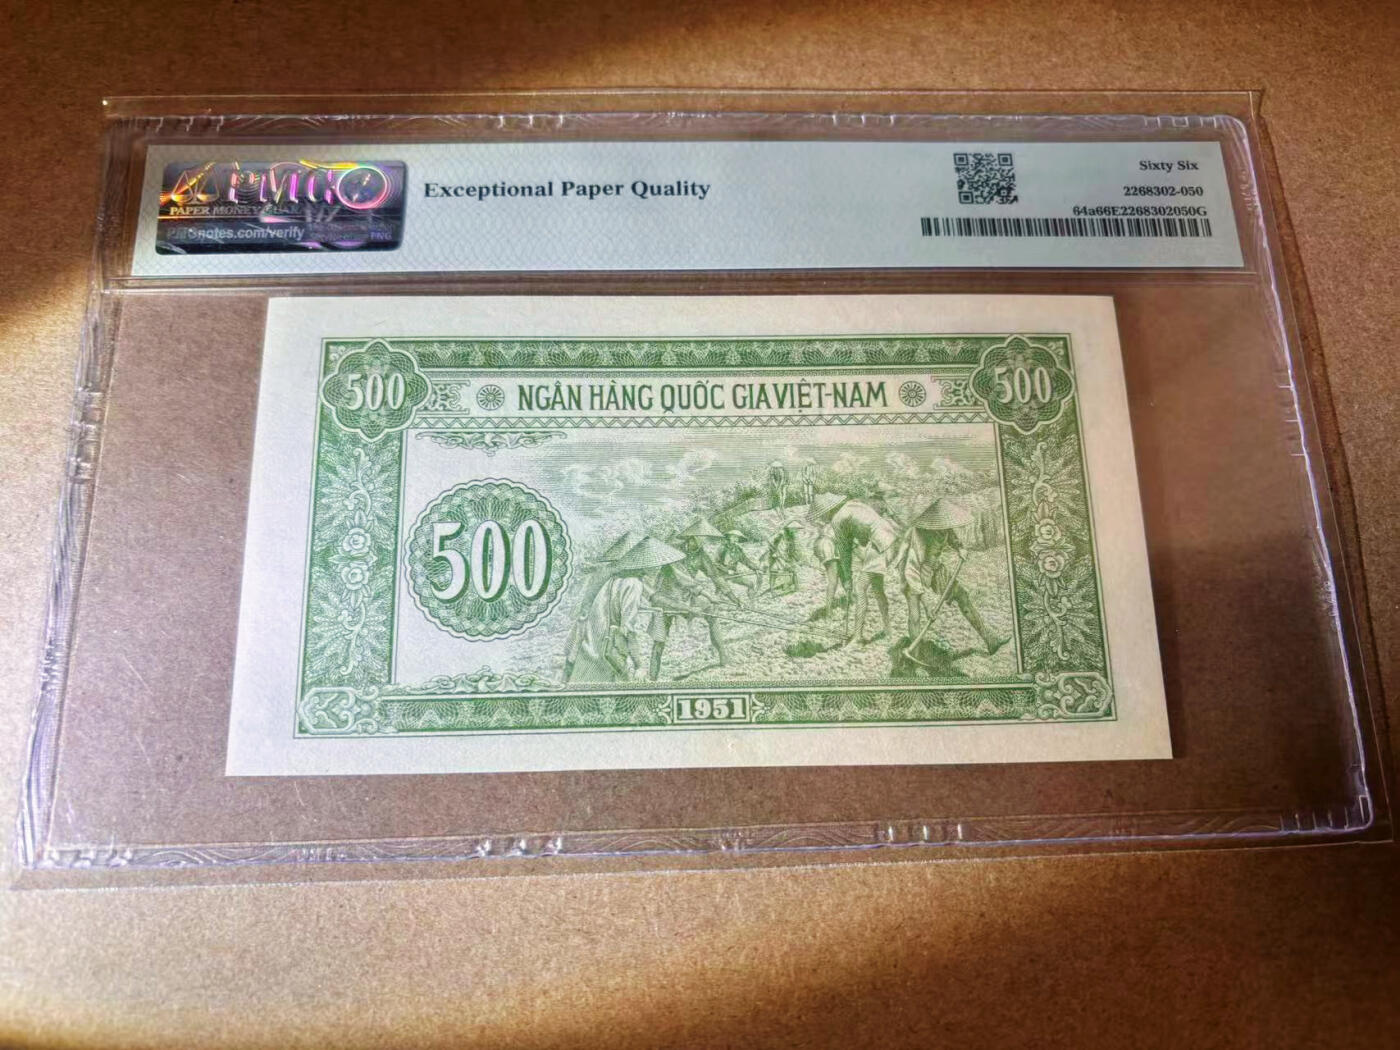 PMG
PAPER MONEY GUAR
PMGnotes.com/verify
Exceptional Paper Quality
Sixty Six
2268302-050
64a66E2268302050G
500
NGÂN HÀNG QUỐC GIA VIỆT-NAM
500
500
1951